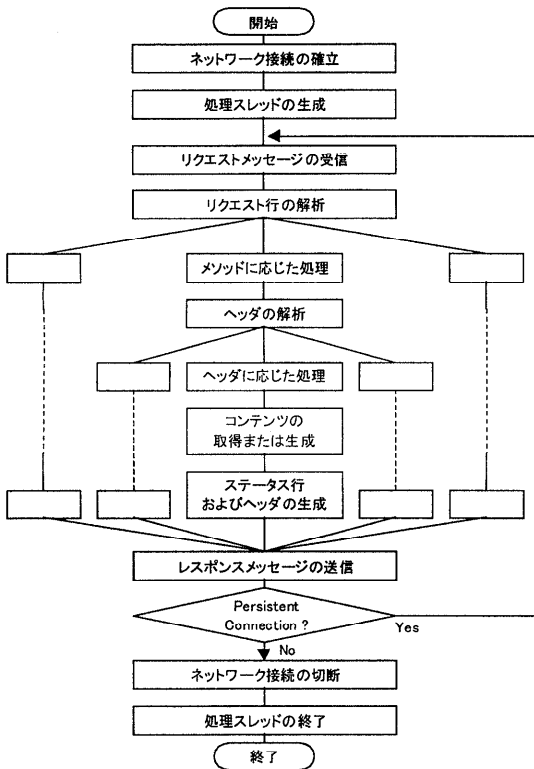 開始
ネットワーク接続の確立
処理スレッドの生成
リクエストメッセージの受信
リクエスト行の解析
メソッドに応じた処理
ヘッダの解析
ヘッダに応じた処理
コンテンツの
取得または生成
ステータス行
およびヘッダの生成
レスポンスメッセージの送信
Persistent
Connection ?
Yes
No
ネットワーク接続の切断
処理スレッドの終了
終了